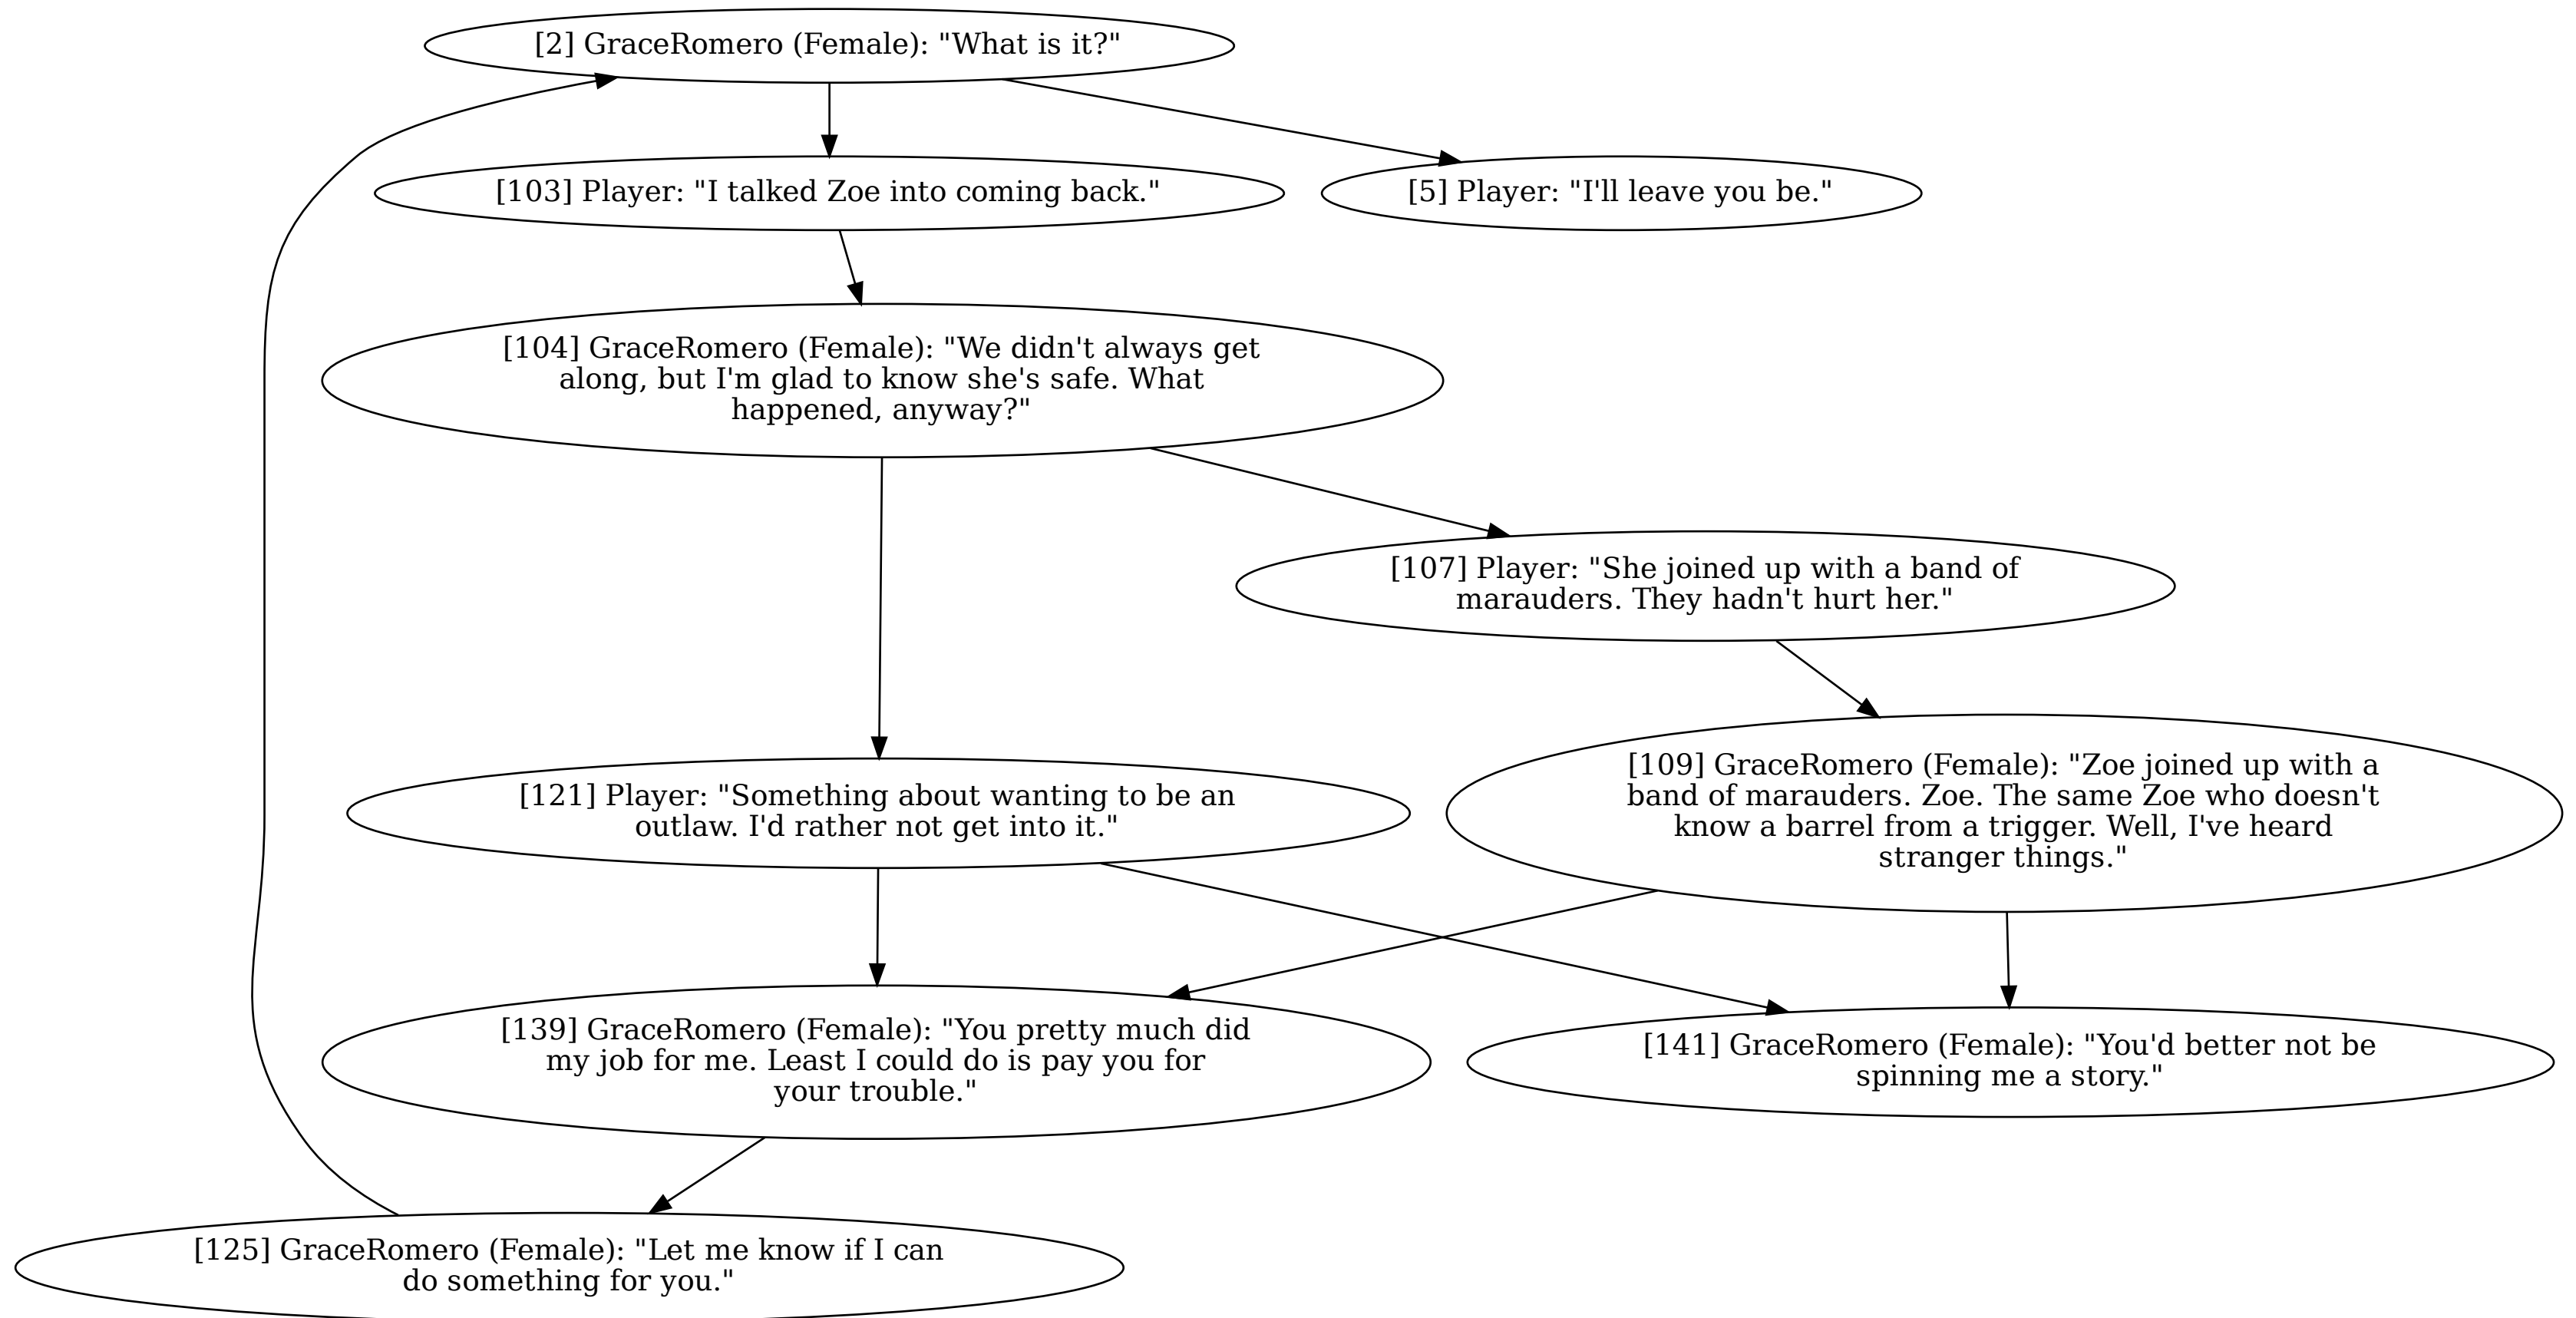 [2] GraceRomero (Female): "What is it?"
[103] Player: "I talked Zoe into coming back."
[5] Player: "I'll leave you be."
[104] GraceRomero (Female): "We didn't always get
along, but I'm glad to know she's safe. What
happened, anyway?"
[107] Player: "She joined up with a band of
marauders. They hadn't hurt her."
[121] Player: "Something about wanting to be an
outlaw. I'd rather not get into it."
[109] GraceRomero (Female): "Zoe joined up with a
band of marauders. Zoe. The same Zoe who doesn't
know a barrel from a trigger. Well, I've heard
stranger things."
[139] GraceRomero (Female): "You pretty much did
my job for me. Least I could do is pay you for
your trouble."
[141] GraceRomero (Female): "You'd better not be
spinning me a story."
[125] GraceRomero (Female): "Let me know if I can
do something for you."